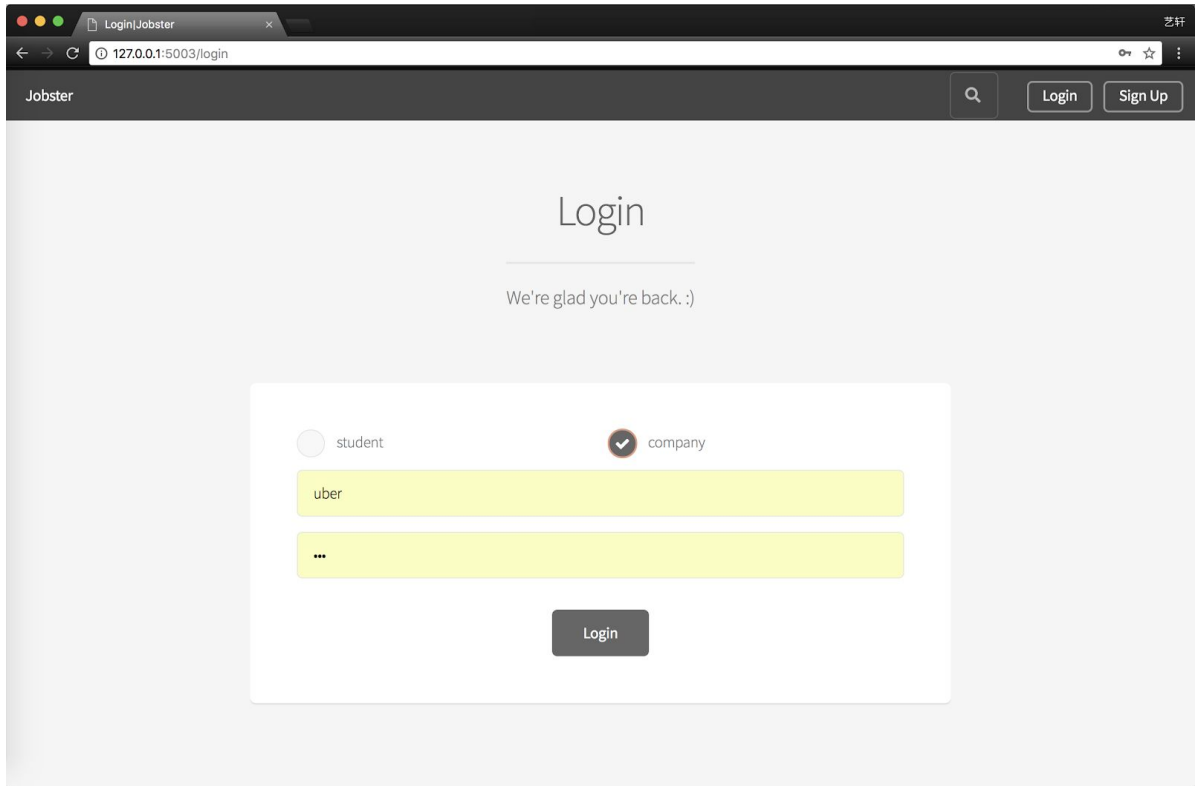 Login|Jobster
艺轩
127.0.0.1:5003/login
Jobster
Login
Sign Up
Login
We're glad you're back. :)
student
company
uber
•••
Login